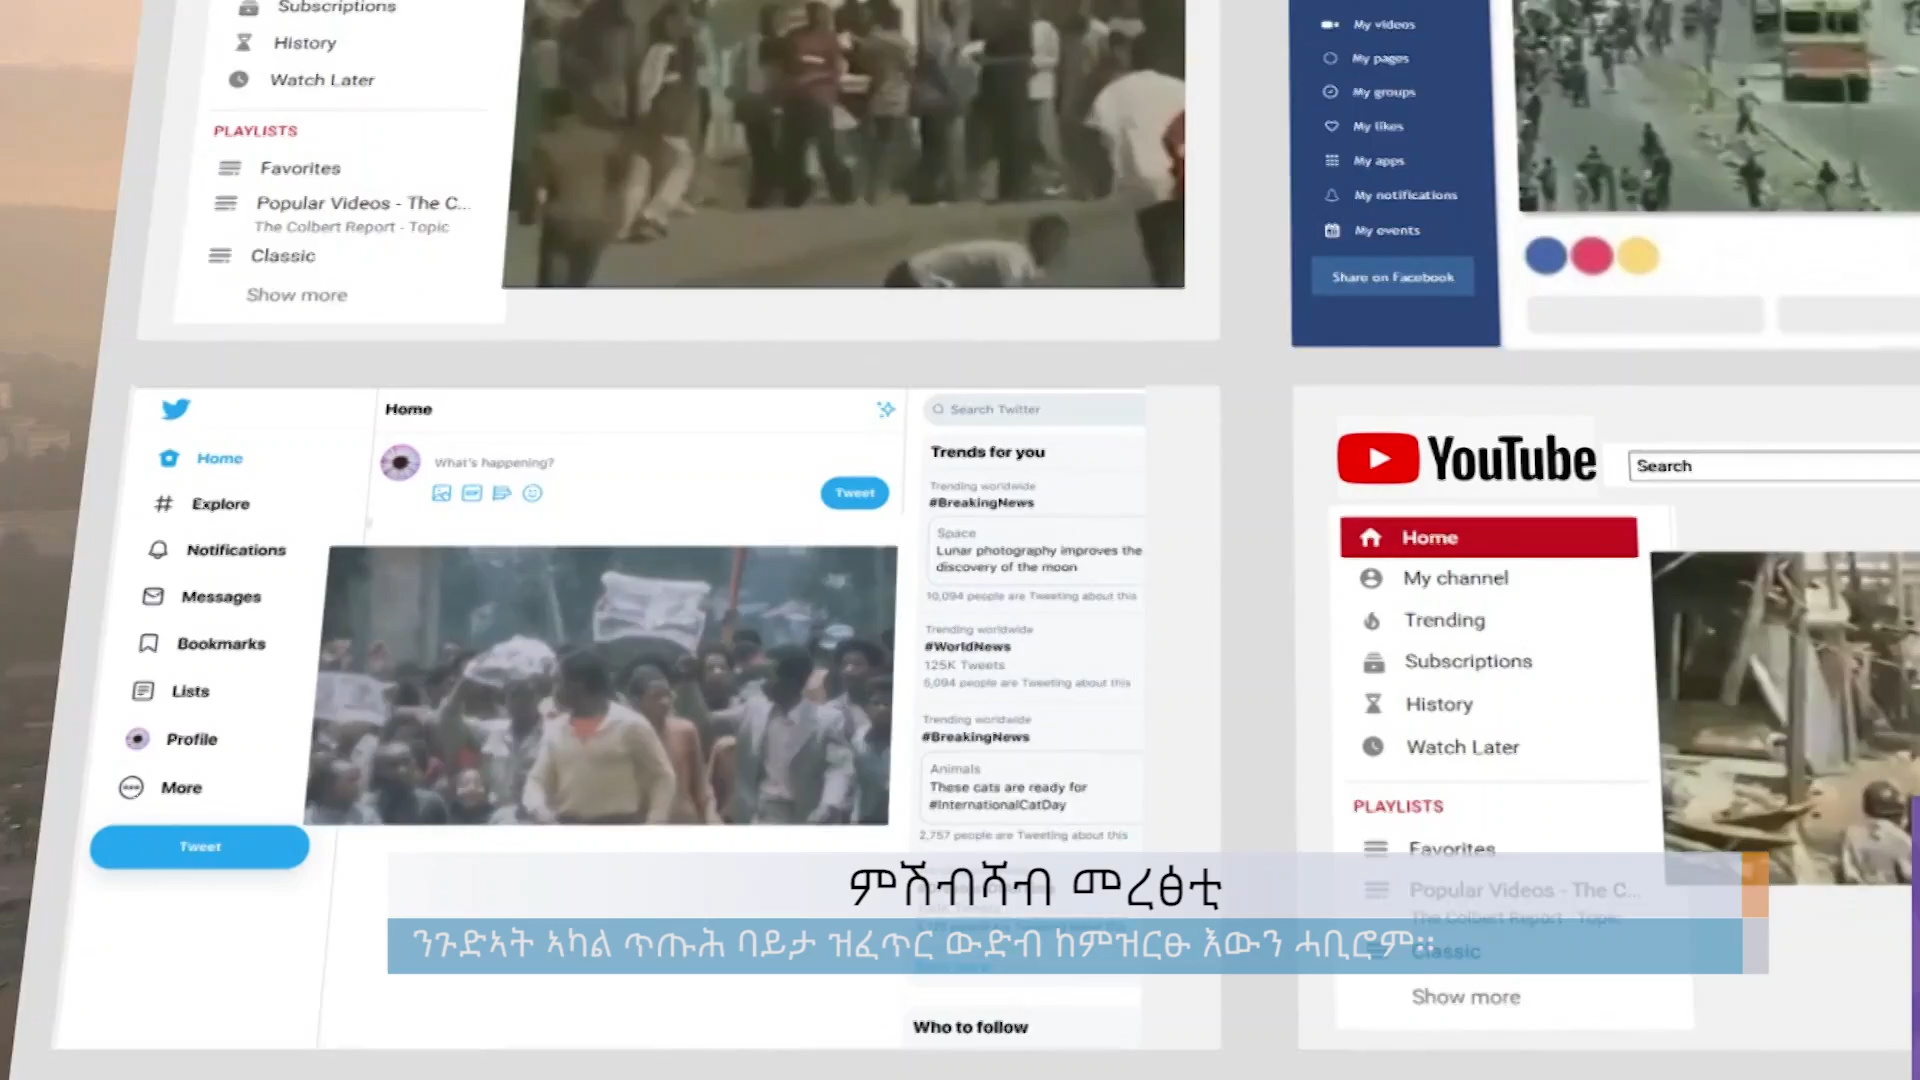 Subscriptions
History
Watch Later
PLAYLISTS
Favorites
Popular Videos - The C...
The Colbert Report - Topic
Classic
Show more
My videos
My pages
My groups
My likes
My apps
My notifications
My events
Share on Facebook
Home
Explore
Notifications
Messages
Bookmarks
Lists
Profile
More
Tweet
Home
What's happening?
Tweet
Search Twitter
Trends for you
Trending worldwide
#BreakingNews
Space
Lunar photography improves the
discovery of the moon
10,094 people are Tweeting about this
Trending worldwide
#WorldNews
125K Tweets
5,094 people are Tweeting about this
Trending worldwide
#BreakingNews
Animals
These cats are ready for
#InternationalCatDay
2,757 people are Tweeting about this
Who to follow
YouTube
Search
Home
My channel
Trending
Subscriptions
History
Watch Later
PLAYLISTS
Favorites
Popular Videos - The C...
The Colbert Report - Topic
Classic
Show more
ምሽብሻብ መረፅቲ
ንጉድኣት ኣካል ጥጡሕ ባይታ ዝፈጥር ውድብ ከምዝርፁ እውን ሓቢሮም።